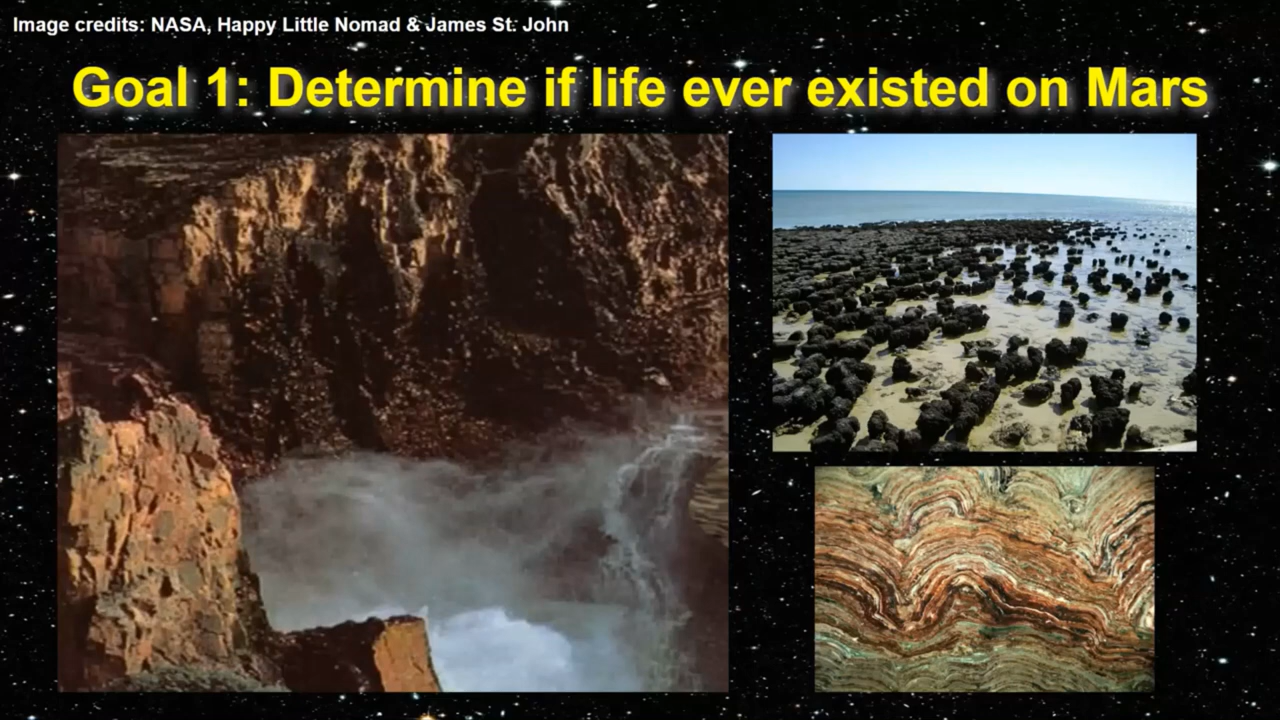 Image credits: NASA, Happy Little Nomad & James St. John
Goal 1: Determine if life ever existed on Mars